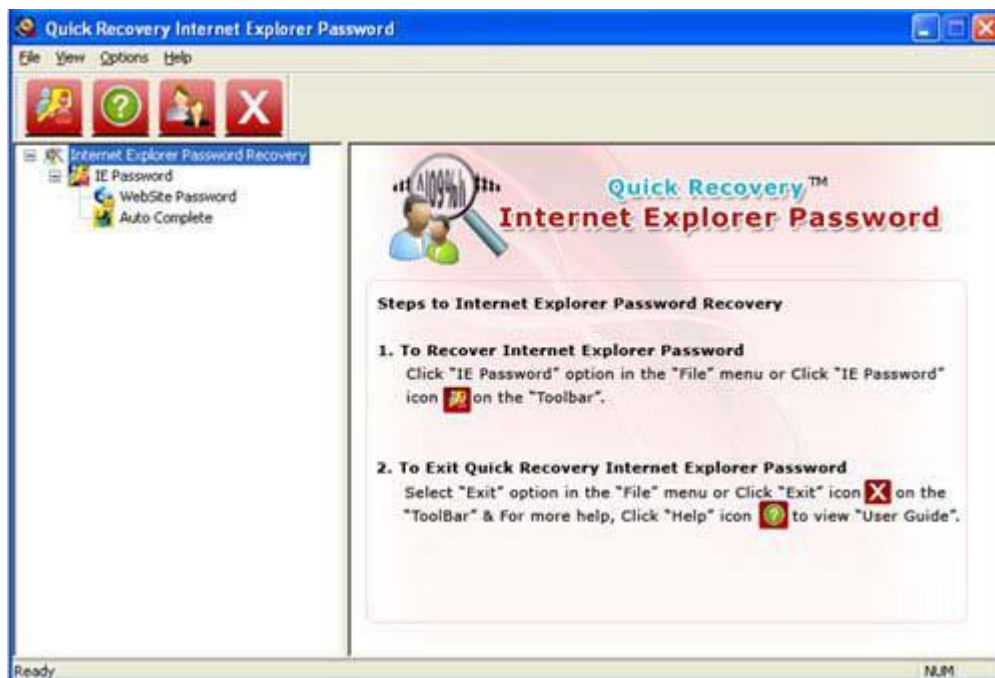 Quick Recovery Internet Explorer Password
File View Options Help
Internet Explorer Password Recovery
IE Password
WebSite Password
Auto Complete
Quick Recovery™
Internet Explorer Password
Steps to Internet Explorer Password Recovery
1. To Recover Internet Explorer Password
Click "IE Password" option in the "File" menu or Click "IE Password"
icon on the "Toolbar".
2. To Exit Quick Recovery Internet Explorer Password
Select "Exit" option in the "File" menu or Click "Exit" icon on the
"ToolBar" & For more help, Click "Help" icon to view "User Guide".
Ready
NUM